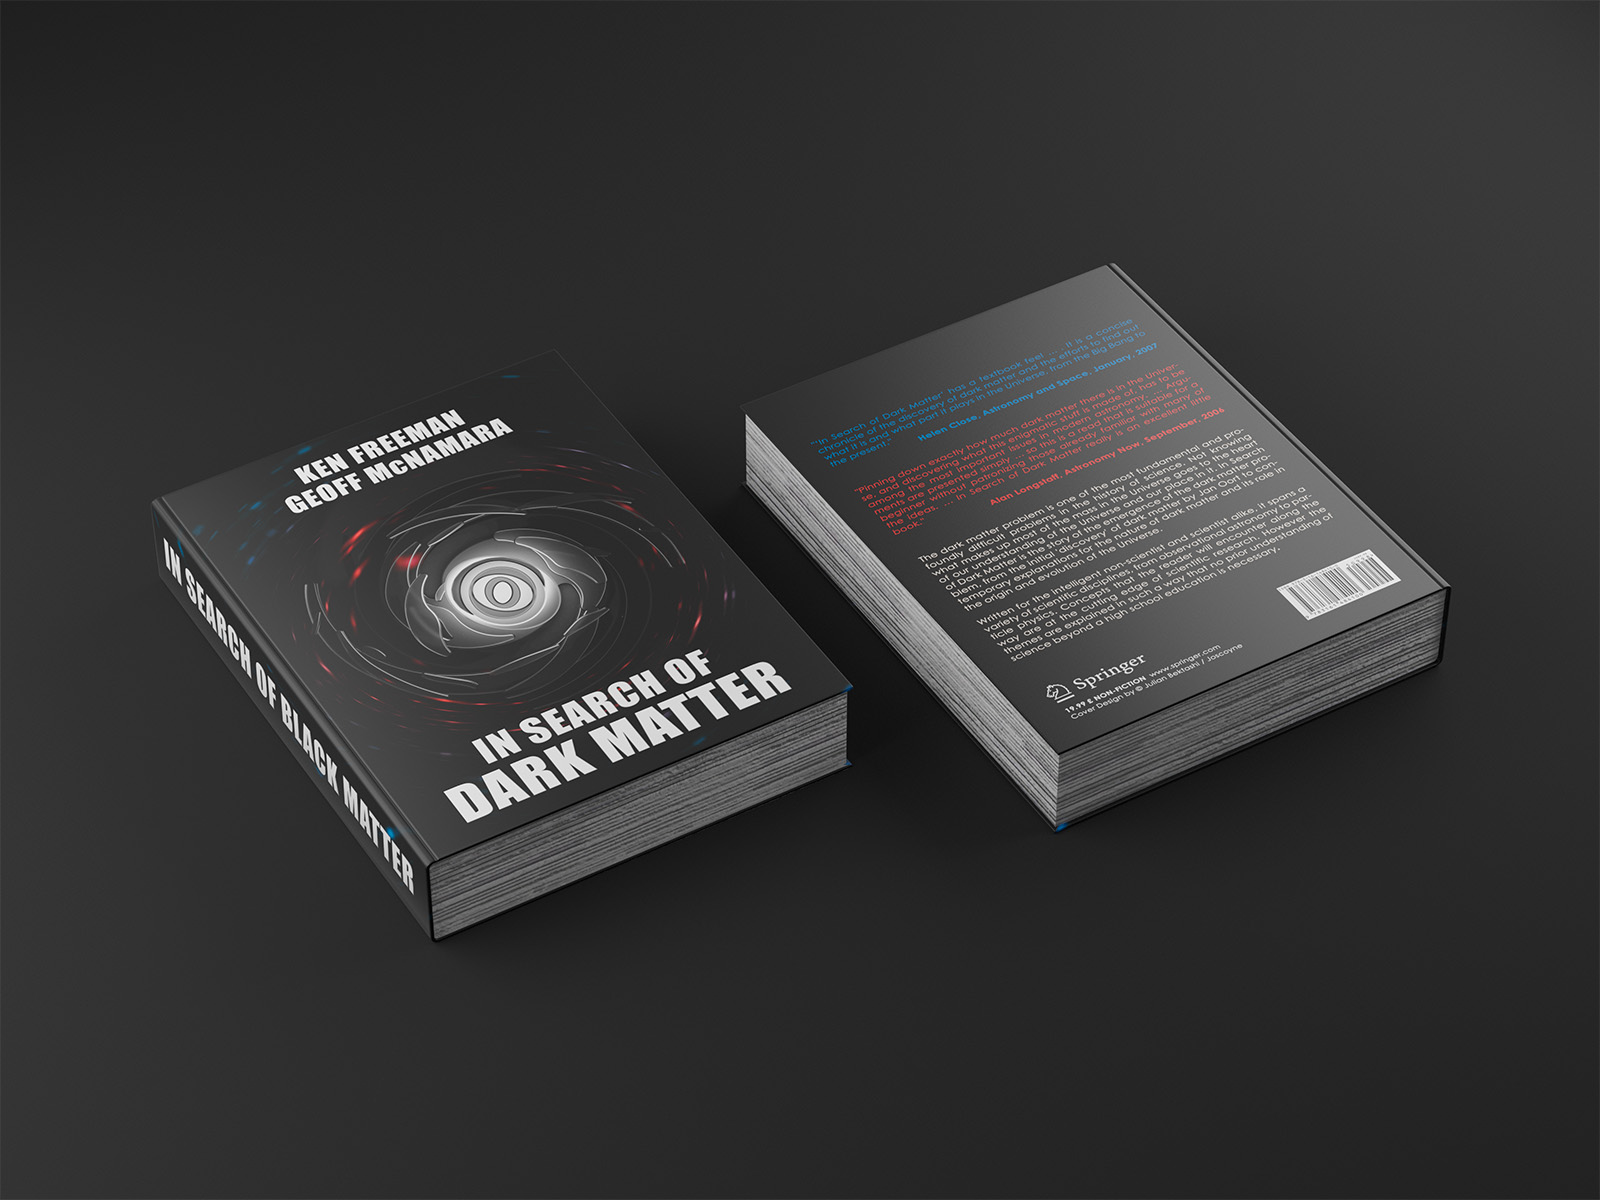 KEN FREEMAN
GEOFF McNAMARA
IN SEARCH OF
DARK MATTER
IN SEARCH OF BLACK MATTER
"'In Search of Dark Matter' has a textbook feel … . It is a concise
chronicle of the discovery of dark matter and the efforts to find out
what it is and what part it plays in the Universe, from the Big Bang to
the present."
Helen Close, Astronomy and Space, January, 2007
"Pinning down exactly how much dark matter there is in the Univer-
se, and discovering what this enigmatic stuff is made of, has to be
among the most important issues in modern astronomy. … Argu-
ments are presented simply … so this is a read that is suitable for a
beginner without patronizing those already familiar with many of
the ideas. … In Search of Dark Matter really is an excellent little
book."
Alan Longstaff, Astronomy Now, September, 2006
The dark matter problem is one of the most fundamental and pro-
foundly difficult problems in the history of science. Not knowing
what makes up most of the mass in the Universe goes to the heart
of our understanding of the Universe and our place in it. In Search
of Dark Matter is the story of the emergence of the dark matter pro-
blem, from the initial discovery of dark matter by Jan Oort to con-
temporary explanations for the nature of dark matter and its role in
the origin and evolution of the Universe.
Written for the intelligent non-scientist and scientist alike, it spans a
variety of scientific disciplines, from observational astronomy to par-
ticle physics. Concepts that the reader will encounter along the
way are at the cutting edge of scientific research. However the
themes are explained in such a way that no prior understanding of
science beyond a high school education is necessary.
Springer
19.99 £ NON-FICTION www.springer.com
Cover Design by © Julian Bektashi / Joscoyne